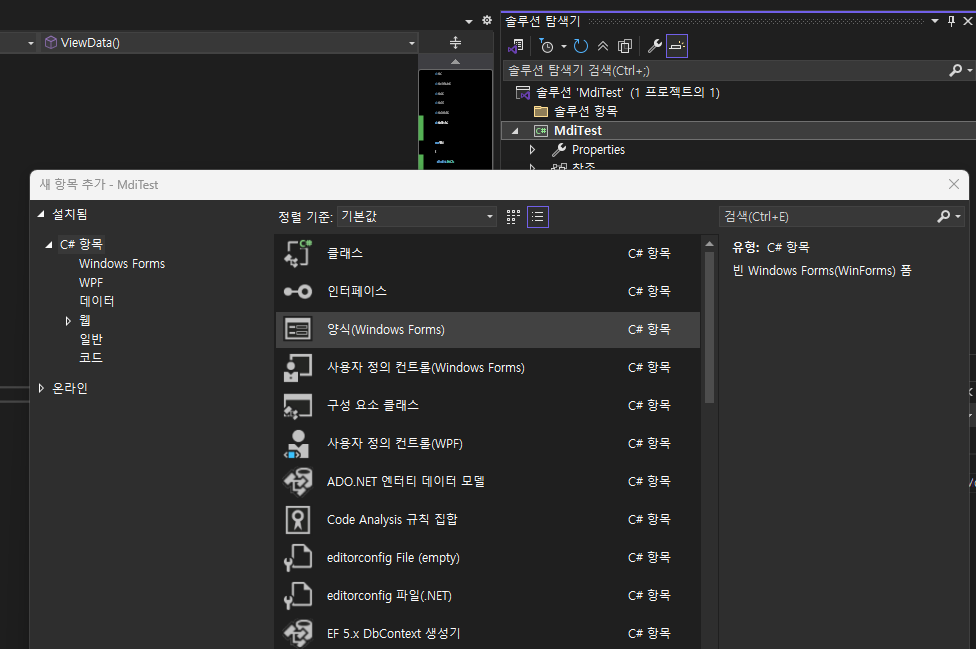 솔루션 탐색기
ViewData()
솔루션 탐색기 검색(Ctrl+;)
솔루션 'MdiTest' (1 프로젝트의 1)
솔루션 항목
C# MdiTest
Properties
참조
새 항목 추가 - MdiTest
설치됨
정렬 기준: 기본값
검색(Ctrl+E)
C# 항목
Windows Forms
WPF
데이터
웹
일반
코드
온라인
클래스 C# 항목
인터페이스 C# 항목
양식(Windows Forms) C# 항목
사용자 정의 컨트롤(Windows Forms) C# 항목
구성 요소 클래스 C# 항목
사용자 정의 컨트롤(WPF) C# 항목
ADO.NET 엔터티 데이터 모델 C# 항목
Code Analysis 규칙 집합 C# 항목
editorconfig File (empty) C# 항목
editorconfig 파일(.NET) C# 항목
EF 5.x DbContext 생성기 C# 항목
유형: C# 항목
빈 Windows Forms(WinForms) 폼